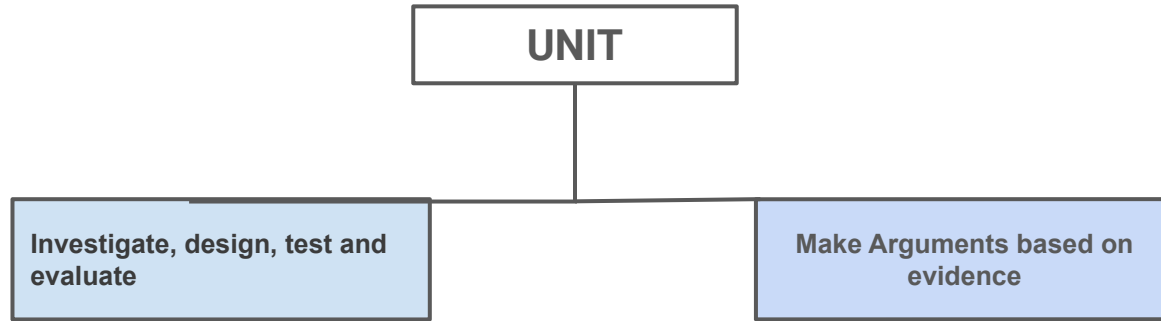 UNIT
Investigate, design, test and
evaluate
Make Arguments based on
evidence